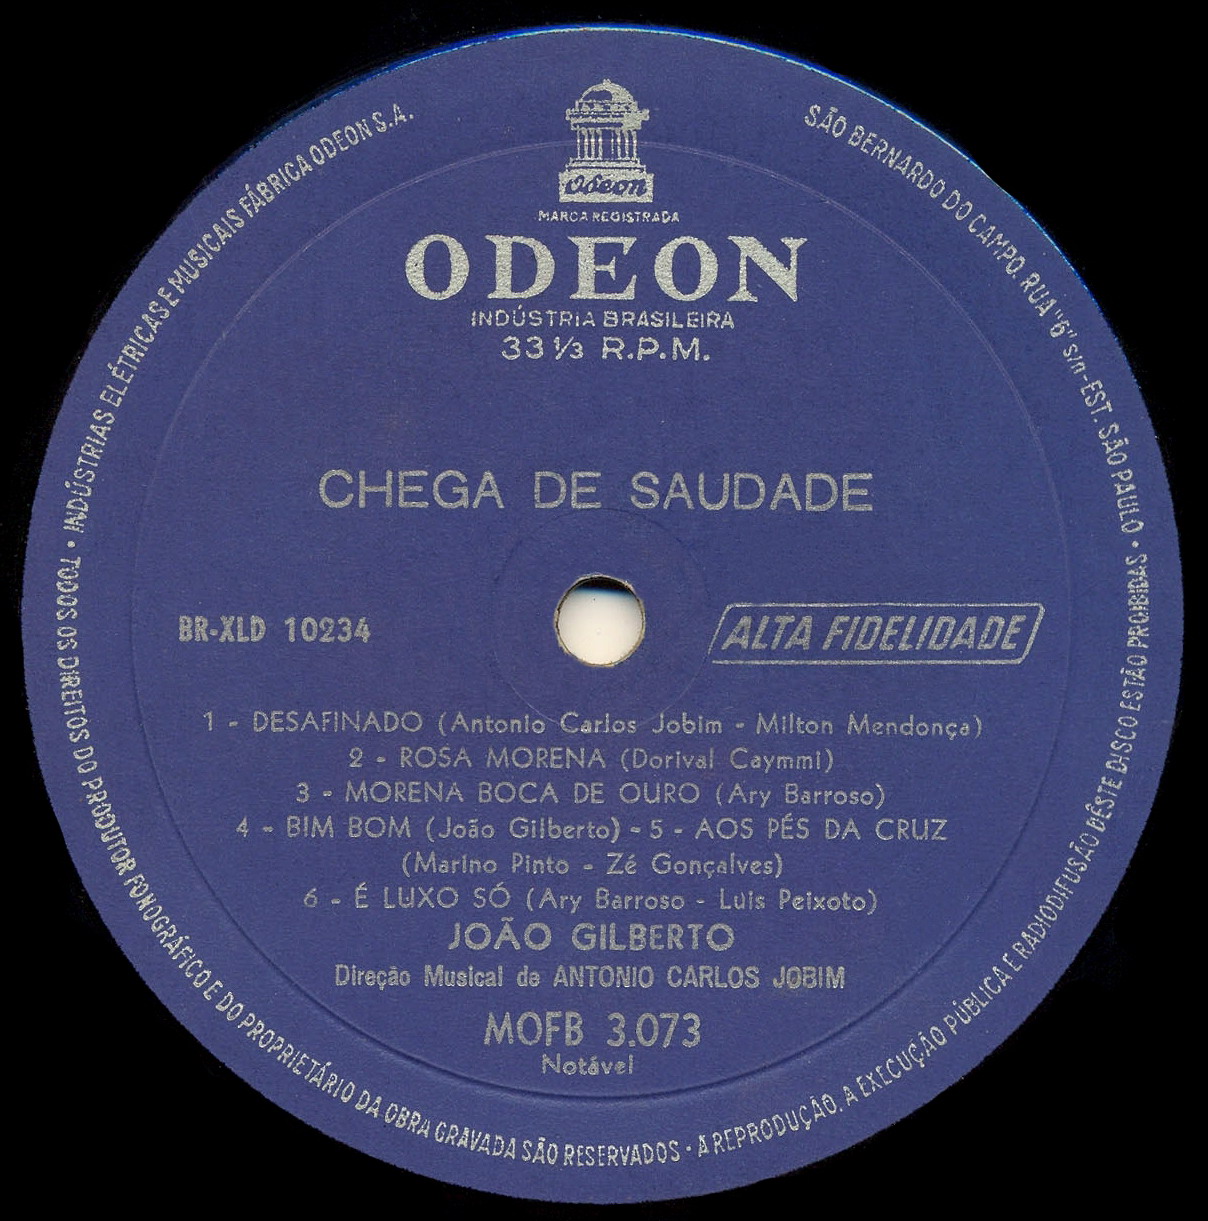 Odeon
MARCA REGISTRADA
ODEON
INDÚSTRIA BRASILEIRA
33 1/3 R.P.M.
CHEGA DE SAUDADE
BR-XLD 10234
ALTA FIDELIDADE
1 - DESAFINADO (Antonio Carlos Jobim - Milton Mendonça)
2 - ROSA MORENA (Dorival Caymmi)
3 - MORENA BOCA DE OURO (Ary Barroso)
4 - BIM BOM (João Gilberto) - 5 - AOS PÉS DA CRUZ
(Marino Pinto - Zé Gonçalves)
6 - É LUXO SÓ (Ary Barroso - Luis Peixoto)
JOÃO GILBERTO
Direção Musical de ANTONIO CARLOS JOBIM
MOFB 3.073
Notável
• INDÚSTRIAS ELÉTRICAS E MUSICAIS FÁBRICA ODEON S.A.
SÃO BERNARDO DO CAMPO. RUA "6" s/n - EST. SÃO PAULO •
TODOS OS DIREITOS DO PRODUTOR FONOGRÁFICO E DO PROPRIETÁRIO DA OBRA GRAVADA SÃO RESERVADOS • A REPRODUÇÃO. A EXECUÇÃO PÚBLICA E RADIODIFUSÃO DÊSTE DISCO ESTÃO PROIBIDAS